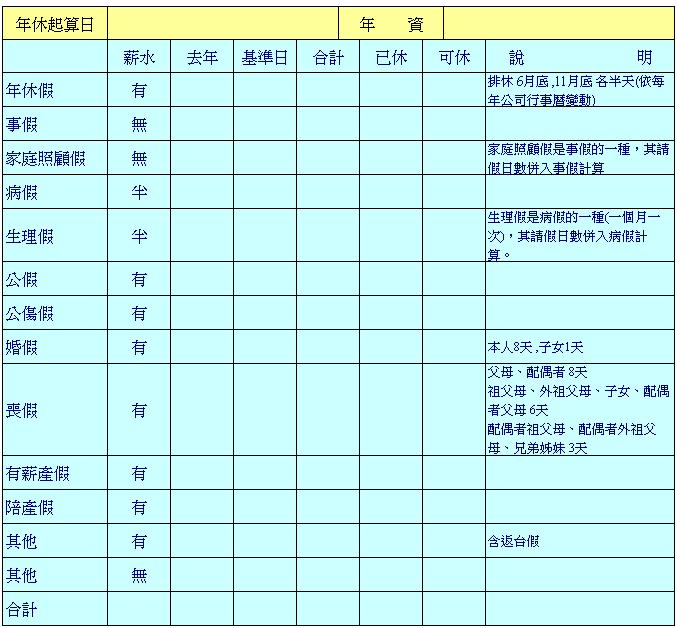 年休起算日 年 資
薪水 去年 基準日 合計 已休 可休 說 明
年休假 有 排休 6月底 ,11月底 各半天(依每
年公司行事曆變動)
事假 無
家庭照顧假 無 家庭照顧假是事假的一種，其請
假日數併入事假計算
病假 半
生理假 半 生理假是病假的一種(一個月一
次)，其請假日數併入病假計
算。
公假 有
公傷假 有
婚假 有 本人8天 ,子女1天
喪假 有 父母、配偶者 8天
祖父母、外祖父母、子女、配偶
者父母 6天
配偶者祖父母、配偶者外祖父
母、兄弟姊妹 3天
有薪產假 有
陪產假 有
其他 有 含返台假
其他 無
合計